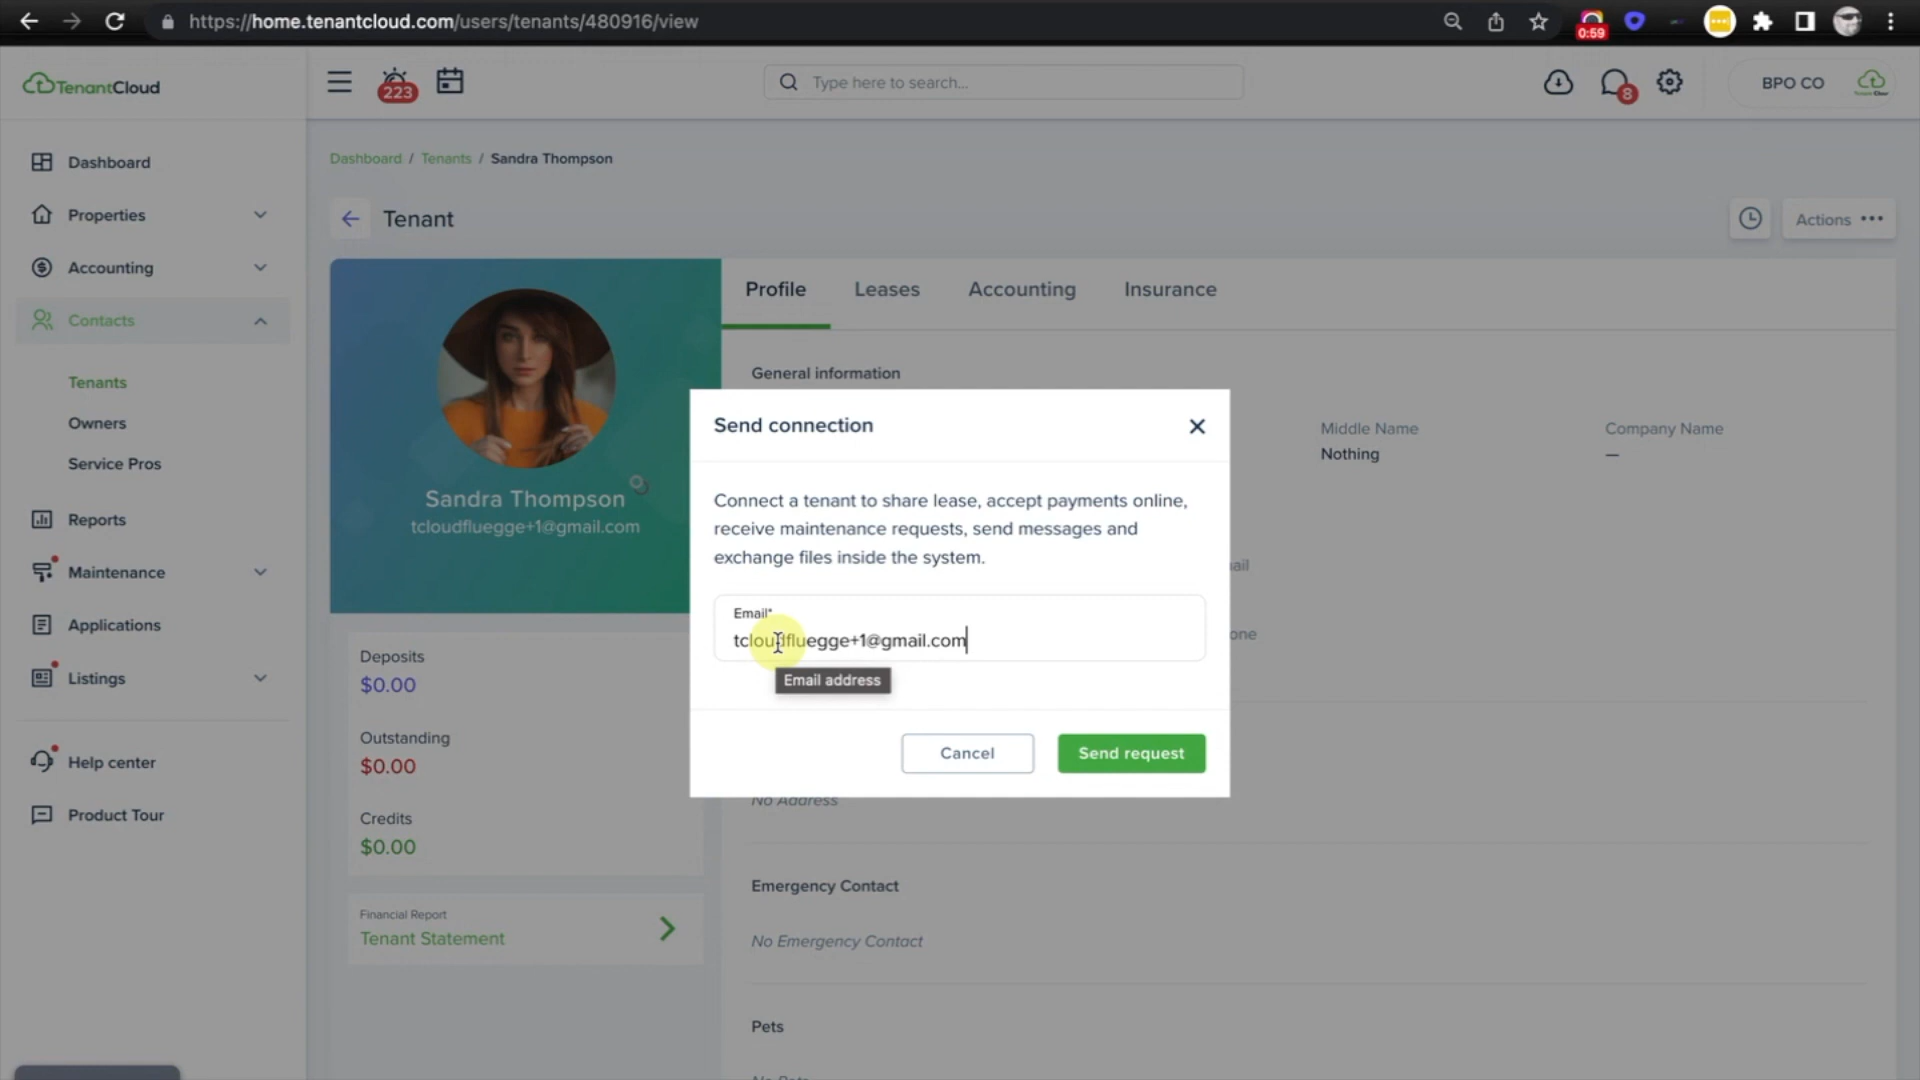 https://home.tenantcloud.com/users/tenants/480916/view
0:59
TenantCloud
223
Type here to search...
8
BPO CO
Dashboard
Properties
Accounting
Contacts
Tenants
Owners
Service Pros
Reports
Maintenance
Applications
Listings
Help center
Product Tour
Dashboard / Tenants / Sandra Thompson
Tenant
Actions
Sandra Thompson
tcloudfluegge+1@gmail.com
Deposits
$0.00
Outstanding
$0.00
Credits
$0.00
Financial Report
Tenant Statement
Profile
Leases
Accounting
Insurance
General information
Middle Name
Nothing
Company Name
—
Send connection
Connect a tenant to share lease, accept payments online,
receive maintenance requests, send messages and
exchange files inside the system.
Email*
tcloudfluegge+1@gmail.com
Email address
Cancel
Send request
No Address
Emergency Contact
No Emergency Contact
Pets